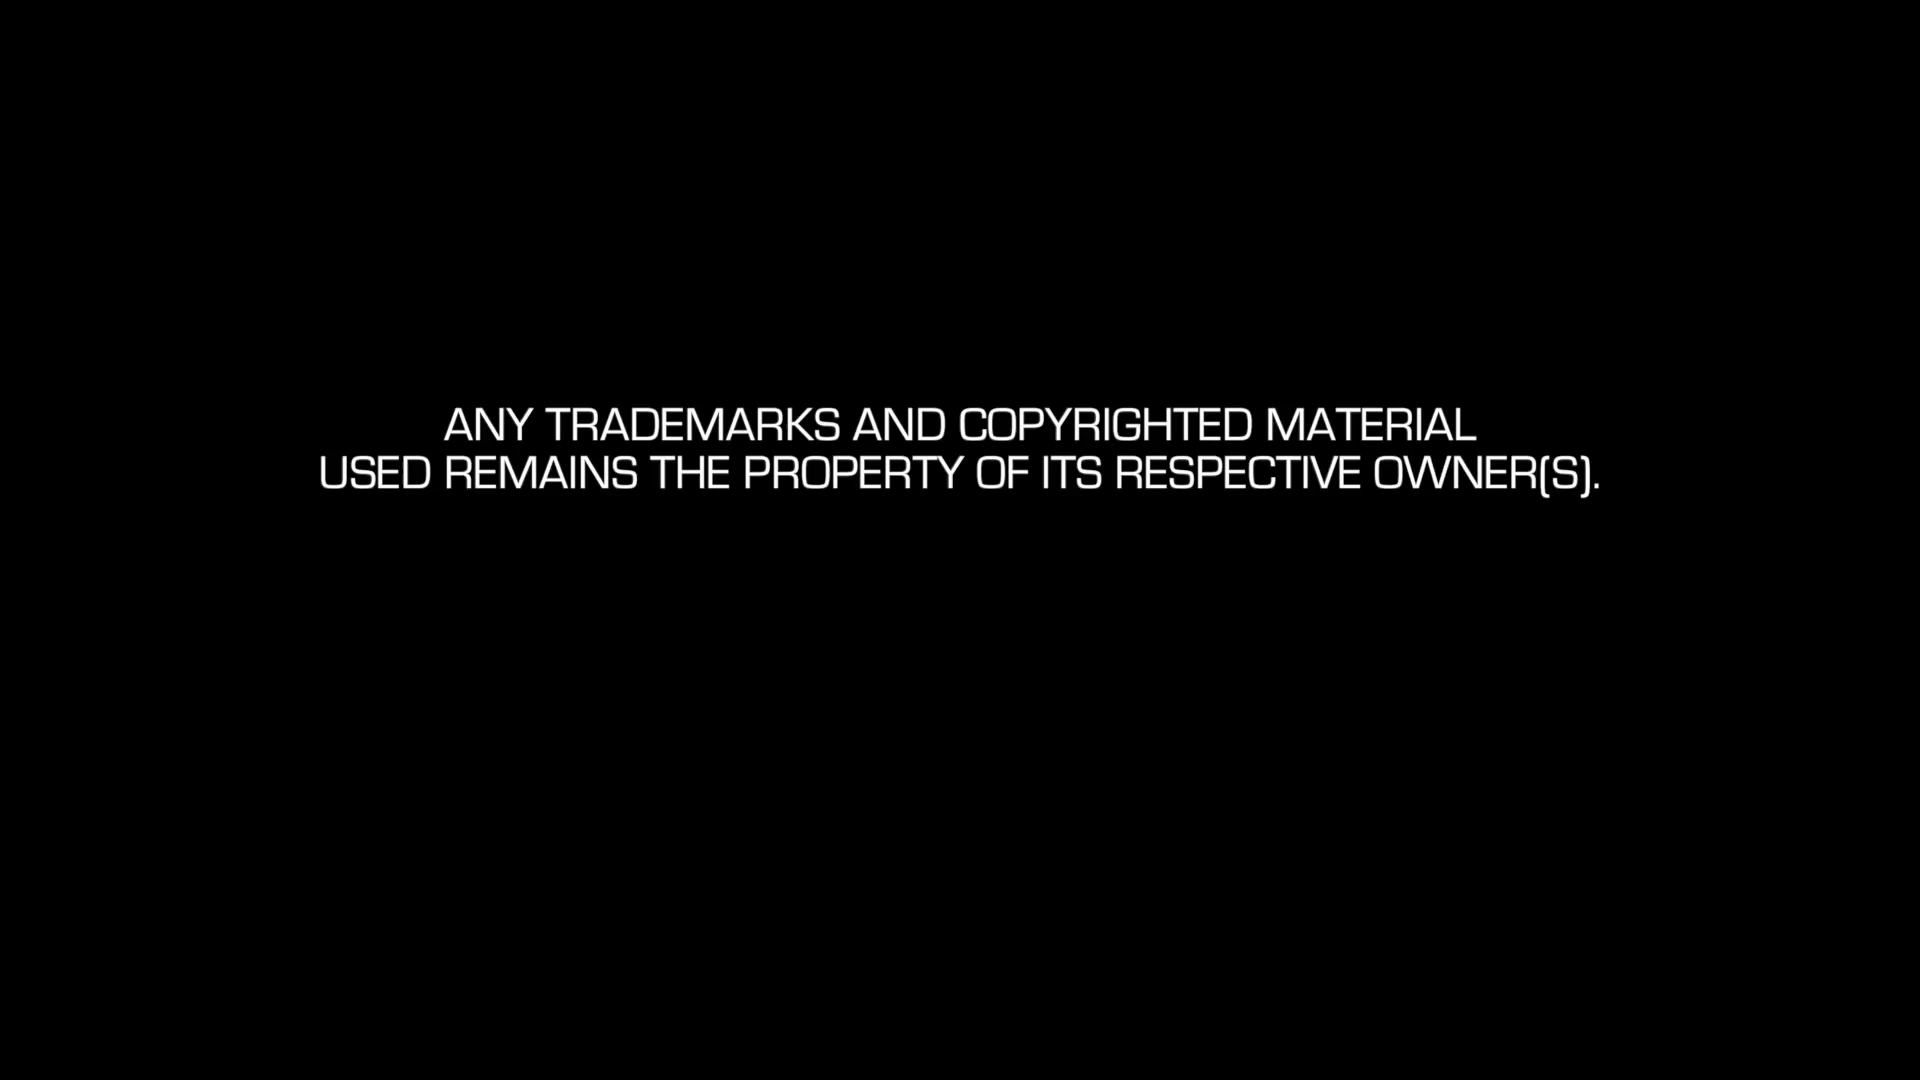 ANY TRADEMARKS AND COPYRIGHTED MATERIAL
USED REMAINS THE PROPERTY OF ITS RESPECTIVE OWNER(S).